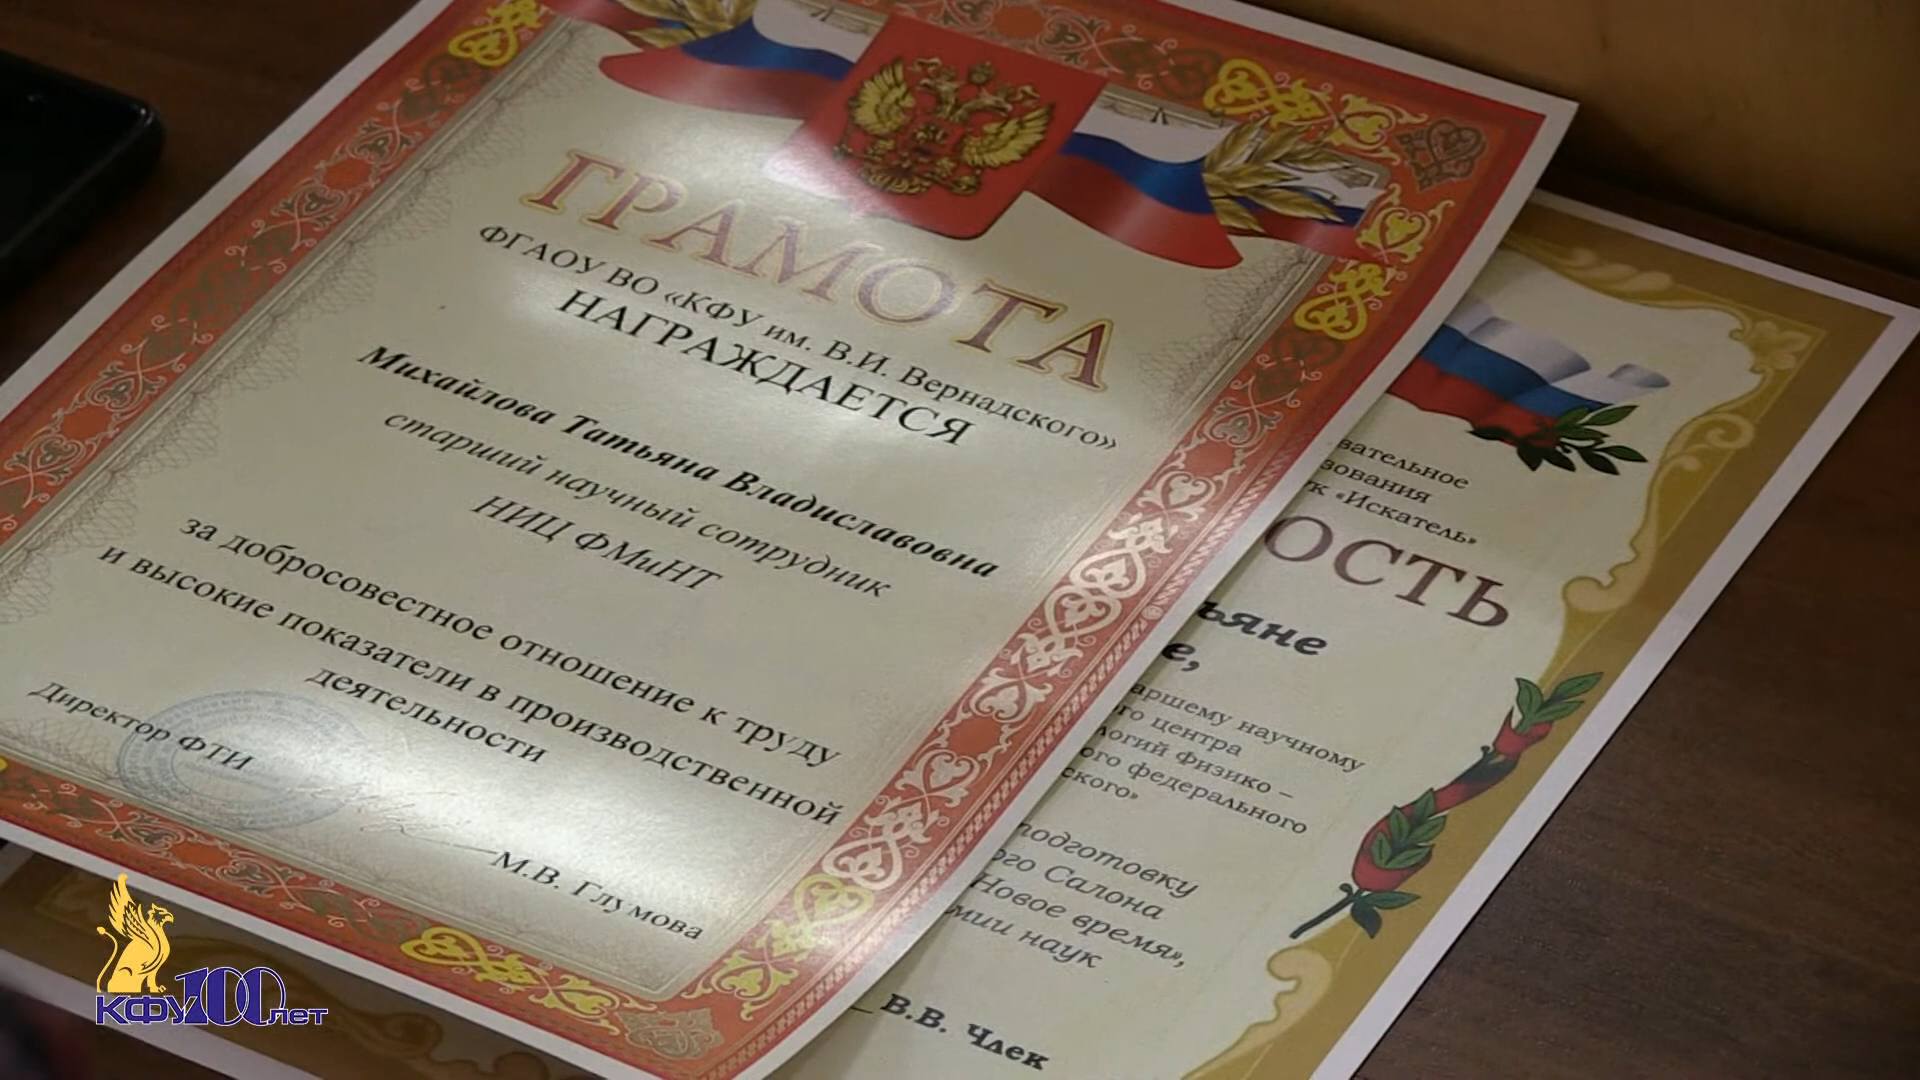 ГРАМОТА
ФГАОУ ВО «КФУ им. В.И. Вернадского»
НАГРАЖДАЕТСЯ
Михайлова Татьяна Владиславовна
старший научный сотрудник
НИЦ ФМиНТ
за добросовестное отношение к труду
и высокие показатели в производственной
деятельности
Директор ФТИ
М.В. Глумова
вательное
зования
ук «Искатель»
ОСТЬ
ьяне
е,
аршему научному
го центра
логий Физико –
ого федерального
ского»
подготовку
ого Салона
Новое время»,
мии наук
В.В. Члек
КФУ 100 лет